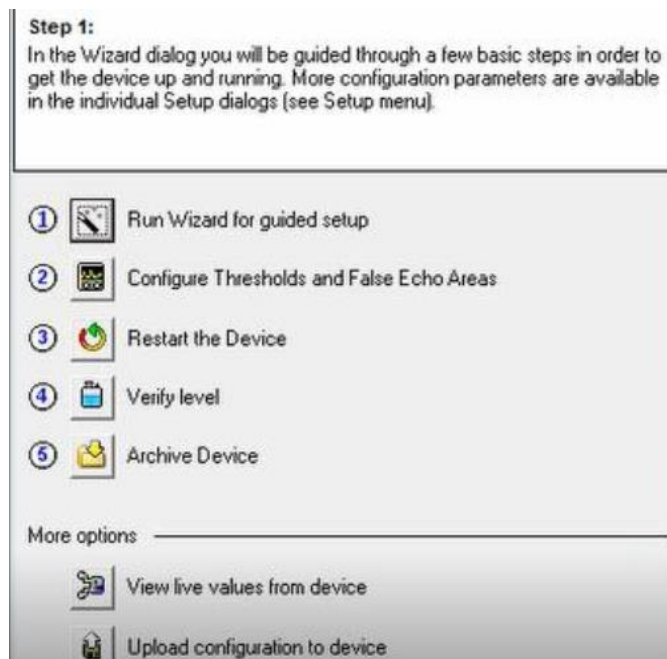 Step 1:
In the Wizard dialog you will be guided through a few basic steps in order to
get the device up and running. More configuration parameters are available
in the individual Setup dialogs (see Setup menu).
1 Run Wizard for guided setup
2 Configure Thresholds and False Echo Areas
3 Restart the Device
4 Verify level
5 Archive Device
More options
View live values from device
Upload configuration to device